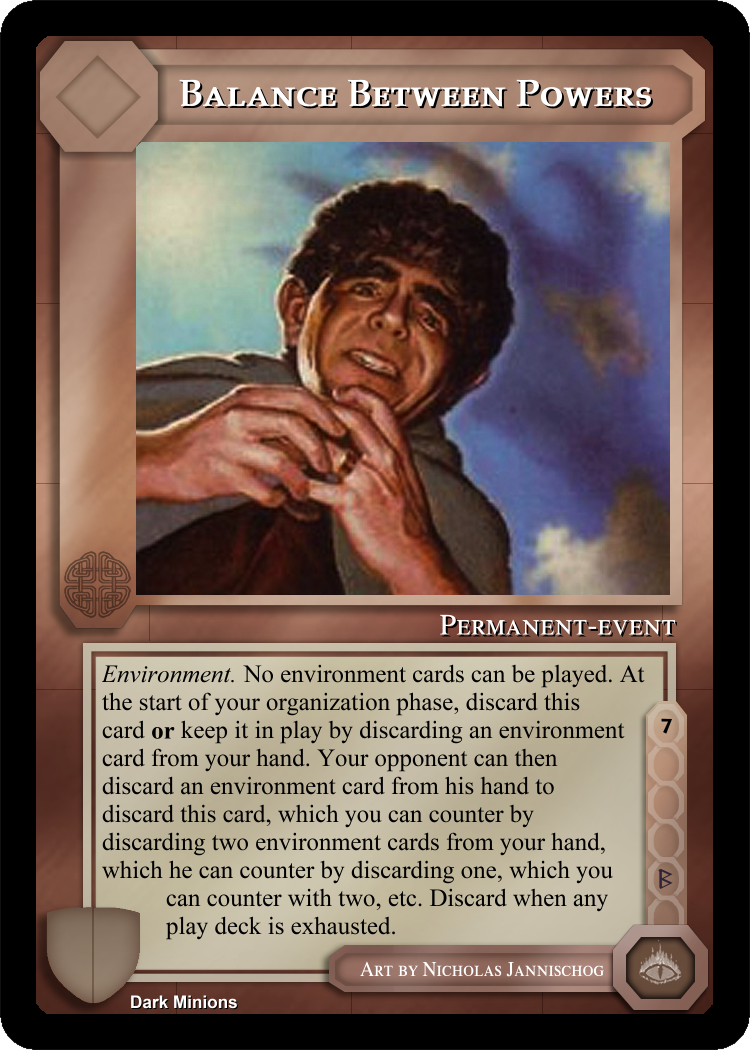 Balance Between Powers
Permanent-event
Environment. No environment cards can be played. At
the start of your organization phase, discard this
card or keep it in play by discarding an environment
card from your hand. Your opponent can then
discard an environment card from his hand to
discard this card, which you can counter by
discarding two environment cards from your hand,
which he can counter by discarding one, which you
can counter with two, etc. Discard when any
play deck is exhausted.
7
ᛒ
Art by Nicholas Jannischog
Dark Minions